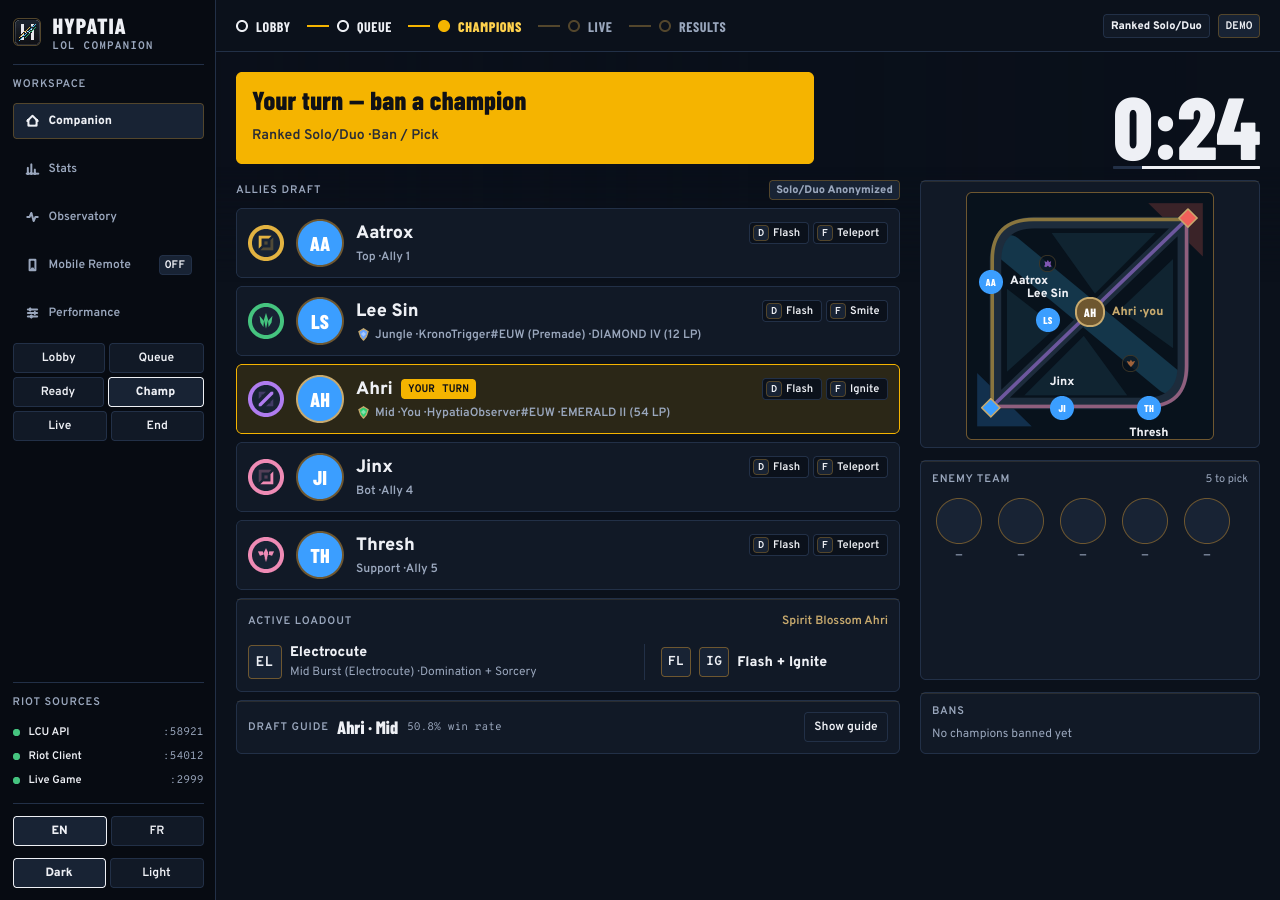 HYPATIA
LOL COMPANION
WORKSPACE
Companion
Stats
Observatory
Mobile Remote OFF
Performance
Lobby Queue
Ready Champ
Live End
RIOT SOURCES
LCU API :58921
Riot Client :54012
Live Game :2999
EN FR
Dark Light
LOBBY QUEUE CHAMPIONS LIVE RESULTS
Ranked Solo/Duo DEMO
Your turn — ban a champion
Ranked Solo/Duo ·Ban / Pick
0:24
ALLIES DRAFT Solo/Duo Anonymized
AA Aatrox D Flash F Teleport
Top ·Ally 1
LS Lee Sin D Flash F Smite
Jungle ·KronoTrigger#EUW (Premade) ·DIAMOND IV (12 LP)
AH Ahri YOUR TURN D Flash F Ignite
Mid ·You ·HypatiaObserver#EUW ·EMERALD II (54 LP)
JI Jinx D Flash F Teleport
Bot ·Ally 4
TH Thresh D Flash F Teleport
Support ·Ally 5
ACTIVE LOADOUT Spirit Blossom Ahri
EL Electrocute
Mid Burst (Electrocute) ·Domination + Sorcery
FL IG Flash + Ignite
DRAFT GUIDE Ahri · Mid 50.8% win rate Show guide
AA Aatrox
Lee Sin
LS
AH Ahri ·you
Jinx
JI TH
Thresh
ENEMY TEAM 5 to pick
– – – – –
BANS
No champions banned yet